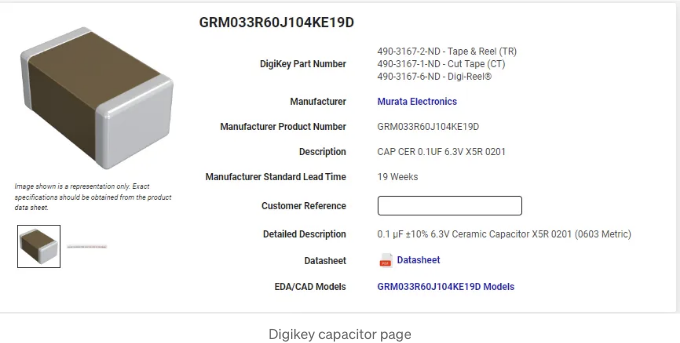 GRM033R60J104KE19D
DigiKey Part Number
490-3167-2-ND - Tape & Reel (TR)
490-3167-1-ND - Cut Tape (CT)
490-3167-6-ND - Digi-Reel®
Manufacturer
Murata Electronics
Manufacturer Product Number
GRM033R60J104KE19D
Description
CAP CER 0.1UF 6.3V X5R 0201
Manufacturer Standard Lead Time
19 Weeks
Customer Reference
Detailed Description
0.1 µF ±10% 6.3V Ceramic Capacitor X5R 0201 (0603 Metric)
Datasheet
Datasheet
EDA/CAD Models
GRM033R60J104KE19D Models
Image shown is a representation only. Exact
specifications should be obtained from the product
data sheet.
Digikey capacitor page